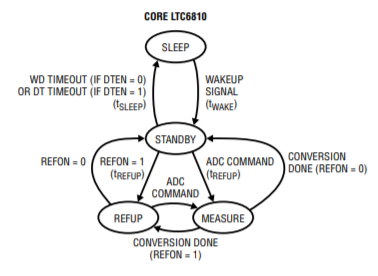 CORE LTC6810
SLEEP
WD TIMEOUT (IF DTEN = 0)
OR DT TIMEOUT (IF DTEN = 1)
(tSLEEP)
WAKEUP
SIGNAL
(tWAKE)
STANDBY
REFON = 0
REFON = 1
(tREFUP)
ADC COMMAND
(tREFUP)
CONVERSION
DONE (REFON = 0)
ADC
COMMAND
REFUP
MEASURE
CONVERSION DONE
(REFON = 1)